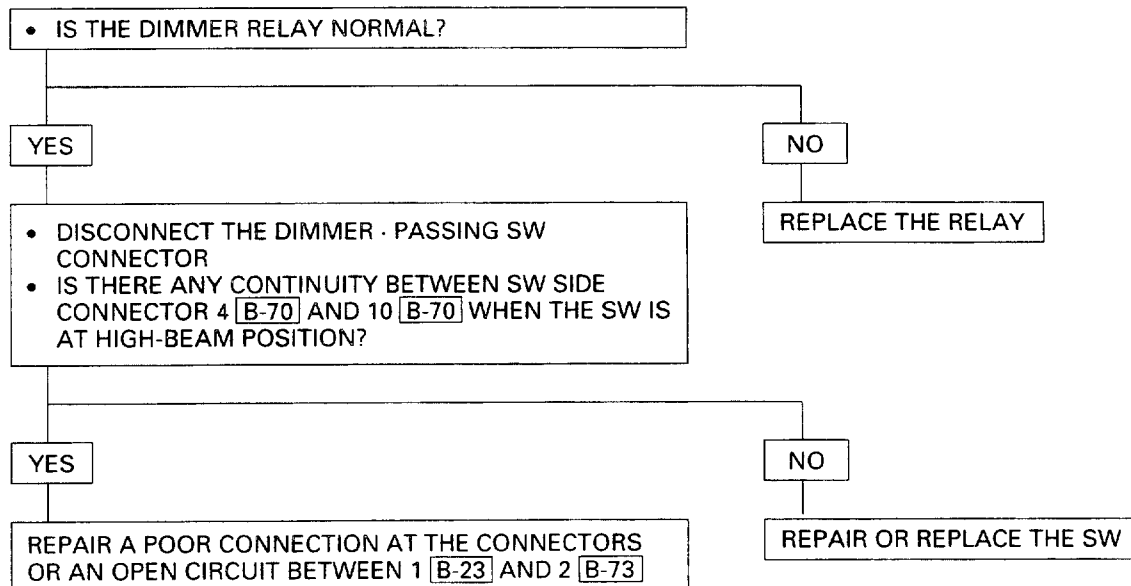 • IS THE DIMMER RELAY NORMAL?
YES
NO
• DISCONNECT THE DIMMER · PASSING SW
CONNECTOR
• IS THERE ANY CONTINUITY BETWEEN SW SIDE
CONNECTOR 4 B-70 AND 10 B-70 WHEN THE SW IS
AT HIGH-BEAM POSITION?
REPLACE THE RELAY
YES
NO
REPAIR A POOR CONNECTION AT THE CONNECTORS
OR AN OPEN CIRCUIT BETWEEN 1 B-23 AND 2 B-73
REPAIR OR REPLACE THE SW